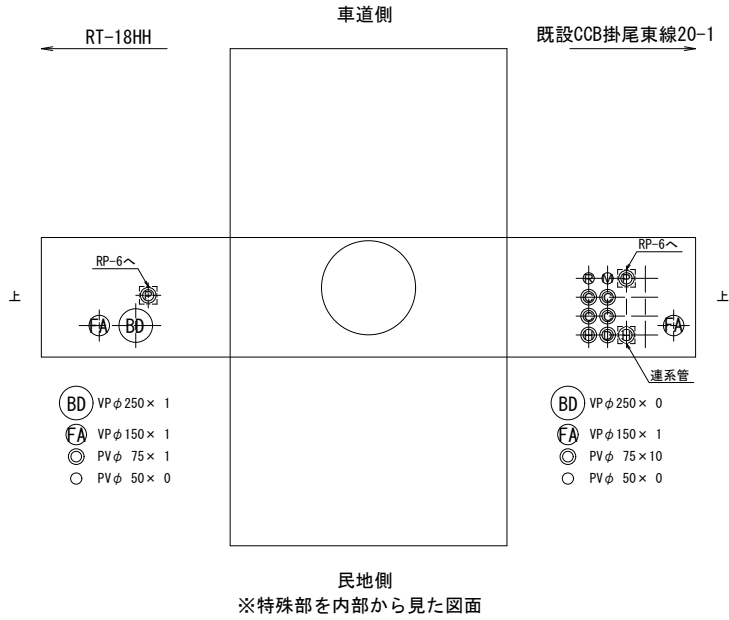 車道側
RT-18HH
既設CCB掛尾東線20-1
RP-6へ
RP-6へ
上
上
P
FA
BD
M
P
C
C
C
C
FA
連系管
BD VPφ250× 1
FA VPφ150× 1
PVφ 75× 1
PVφ 50× 0
BD VPφ250× 0
FA VPφ150× 1
PVφ 75×10
PVφ 50× 0
民地側
※特殊部を内部から見た図面